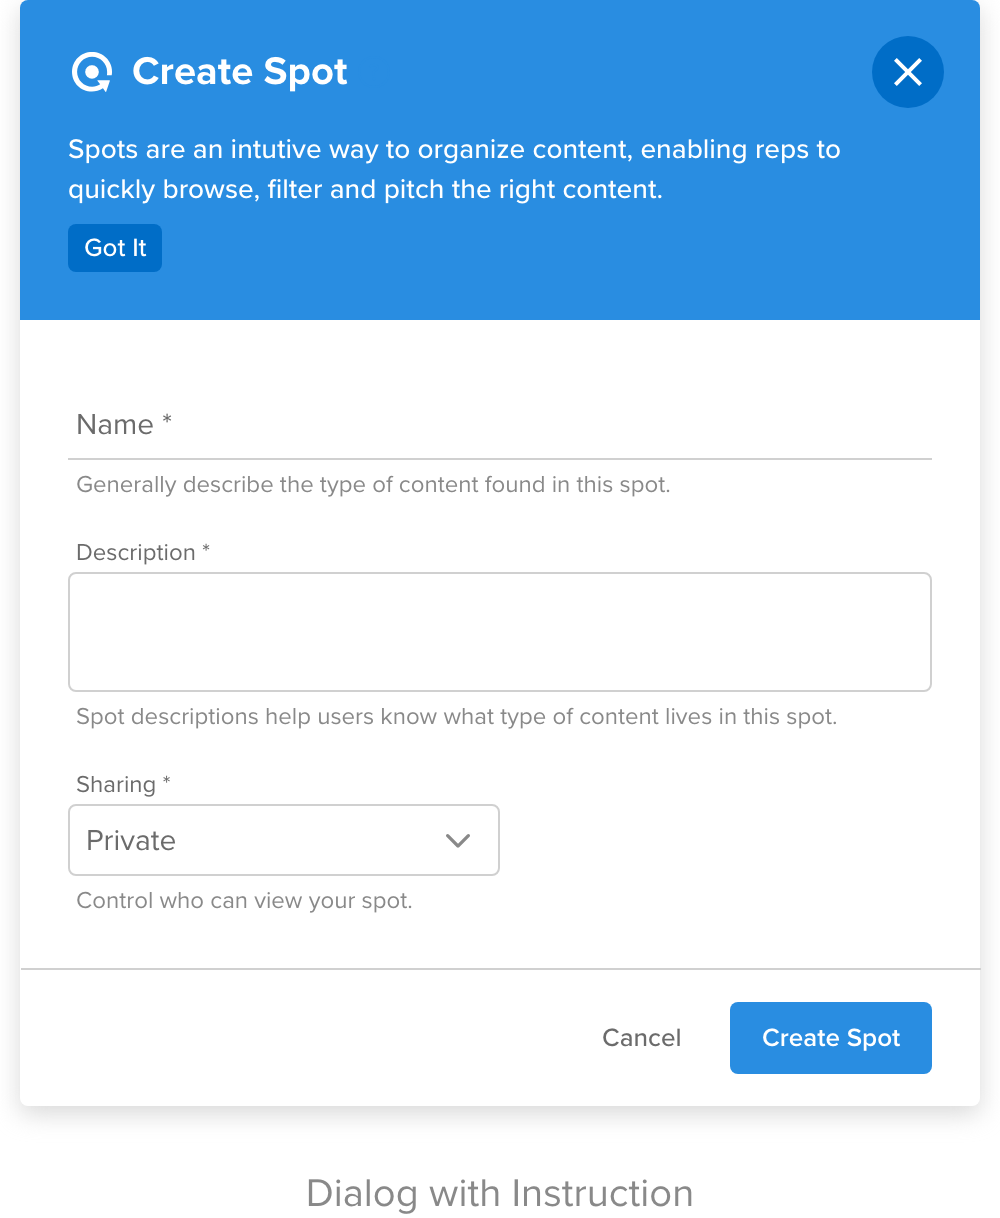 Create Spot
Spots are an intutive way to organize content, enabling reps to
quickly browse, filter and pitch the right content.
Got It
Name *
Generally describe the type of content found in this spot.
Description *
Spot descriptions help users know what type of content lives in this spot.
Sharing *
Private
Control who can view your spot.
Cancel
Create Spot
Dialog with Instruction